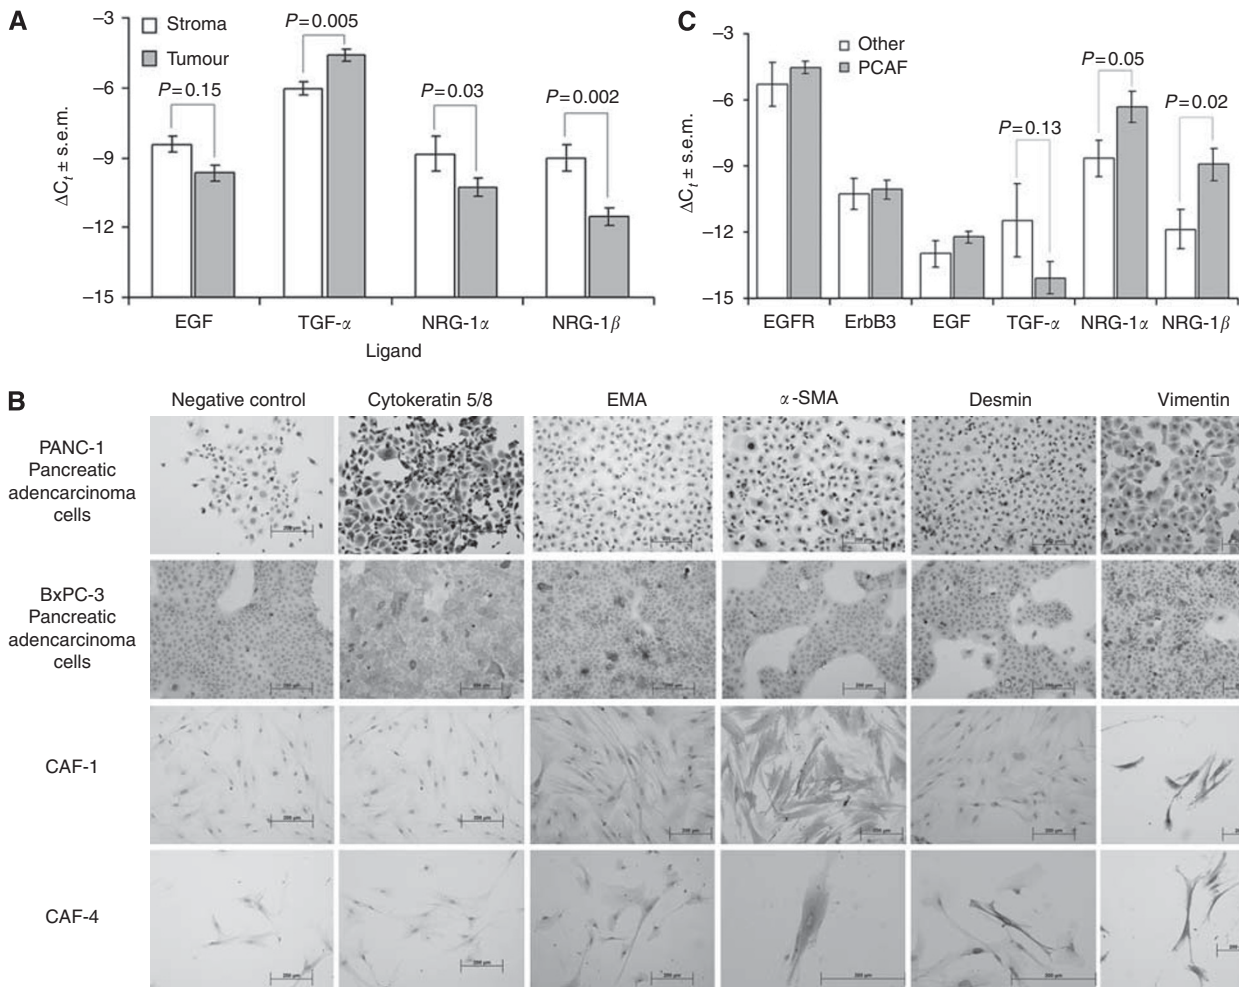 A
–3
–6
–9
–12
–15
ΔCt ± s.e.m.
Stroma
Tumour
P=0.15
P=0.005
P=0.03
P=0.002
EGF
TGF-α
NRG-1α
NRG-1β
Ligand
C
–3
–6
–9
–12
–15
ΔCt ± s.e.m.
Other
PCAF
P=0.13
P=0.05
P=0.02
EGFR
ErbB3
EGF
TGF-α
NRG-1α
NRG-1β
B
Negative control
Cytokeratin 5/8
EMA
α-SMA
Desmin
Vimentin
PANC-1
Pancreatic
adencarcinoma
cells
BxPC-3
Pancreatic
adencarcinoma
cells
CAF-1
CAF-4